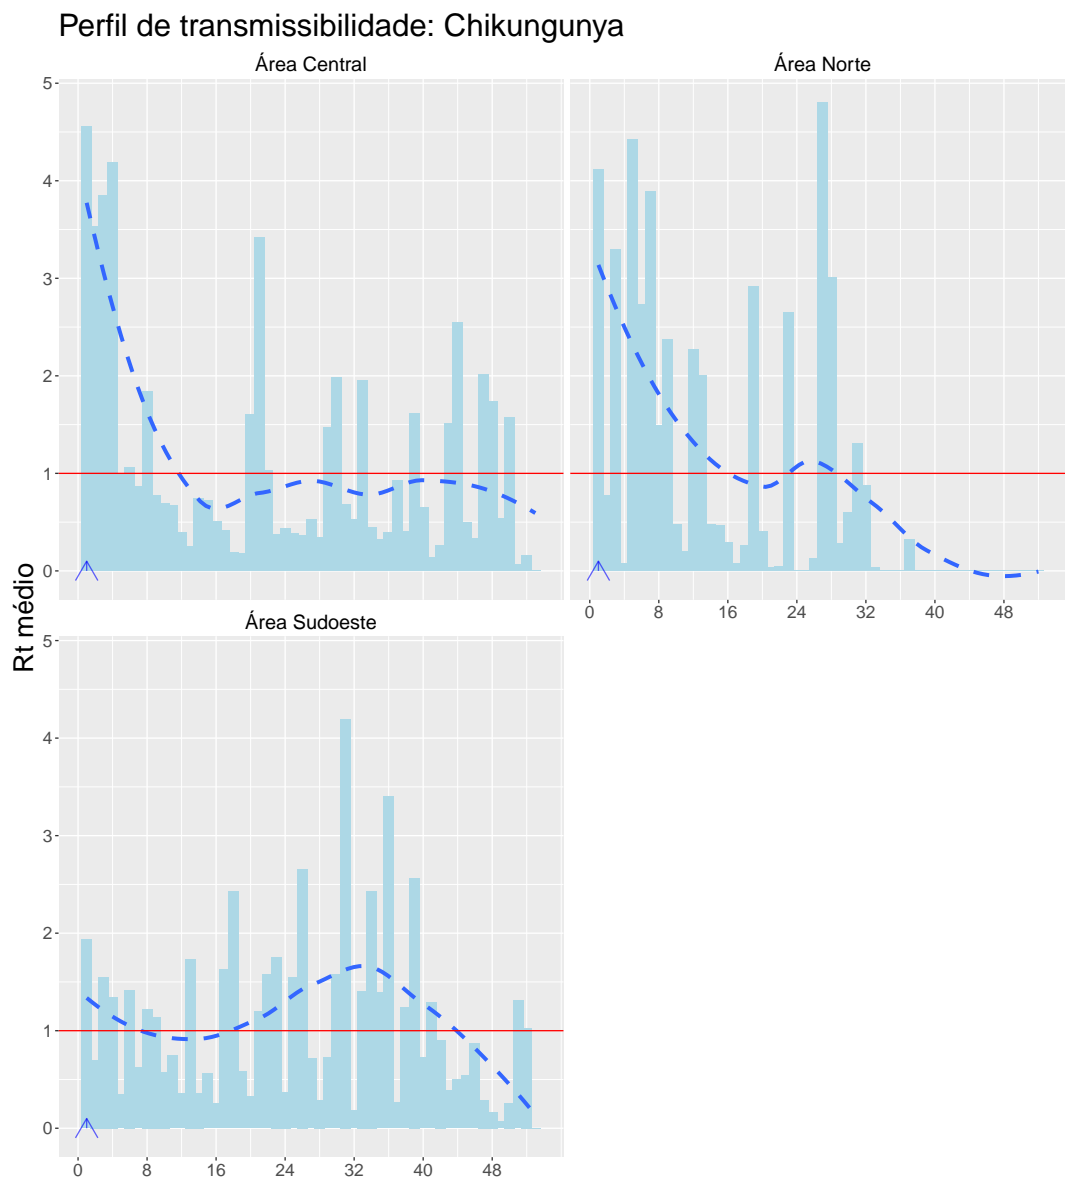 Perfil de transmissibilidade: Chikungunya
Área Central
Área Norte
5
4
3
2
1
0
0 8 16 24 32 40 48
Rt médio
Área Sudoeste
5
4
3
2
1
0
0 8 16 24 32 40 48